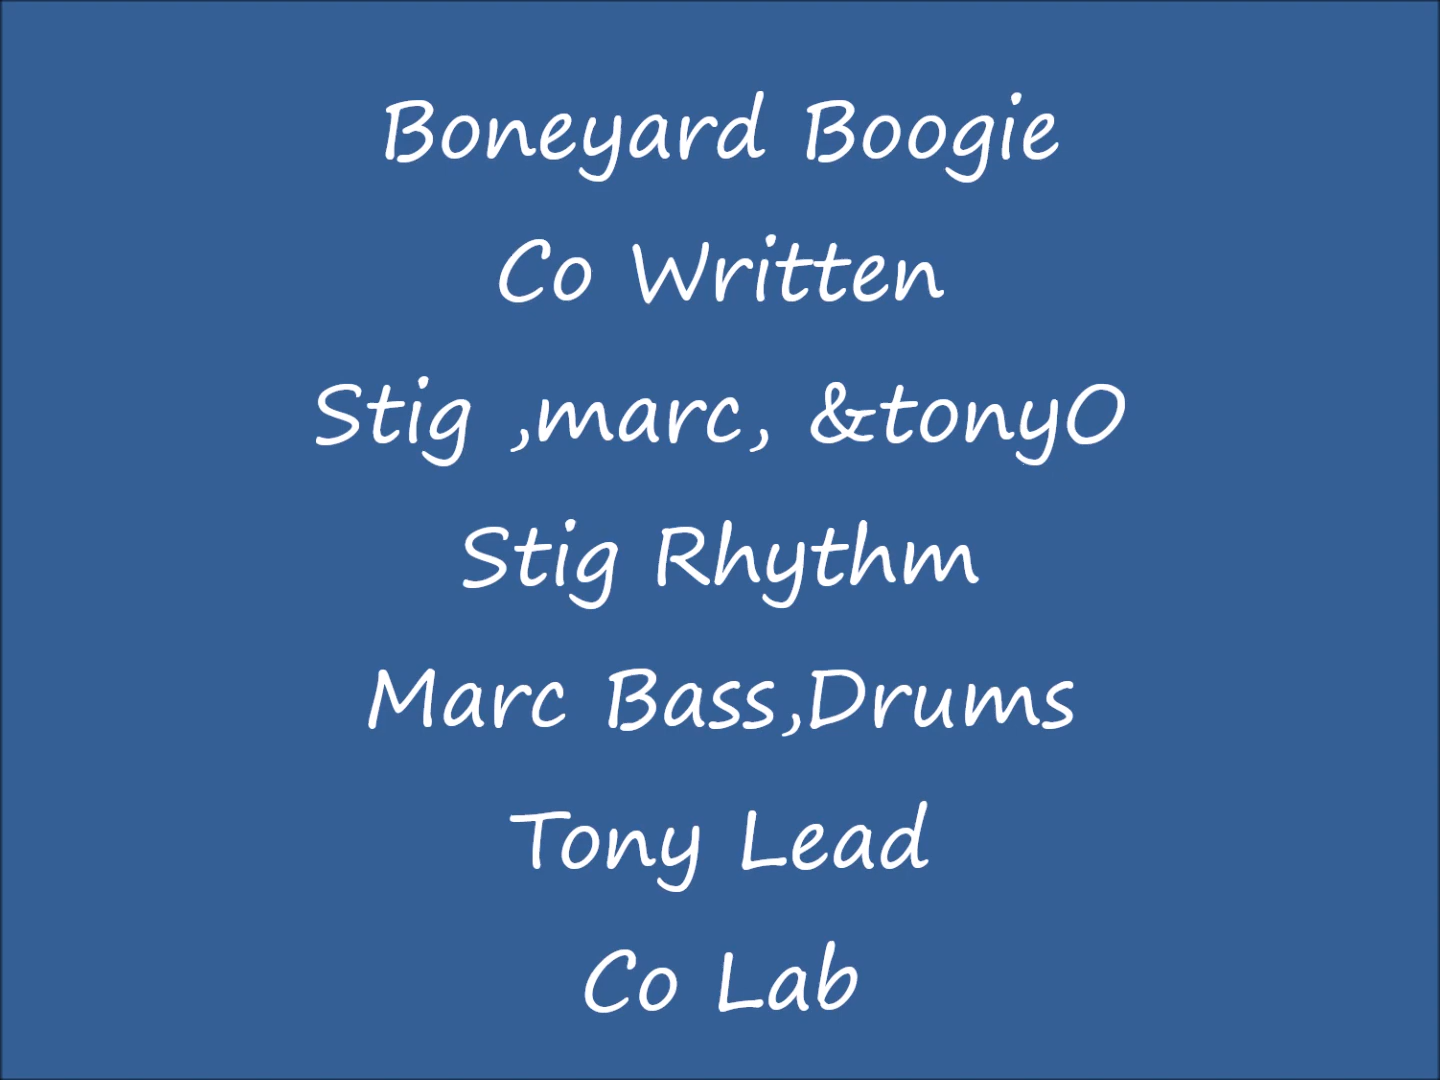 Boneyard Boogie
Co Written
Stig ,marc, &tonyO
Stig Rhythm
Marc Bass,Drums
Tony Lead
Co Lab